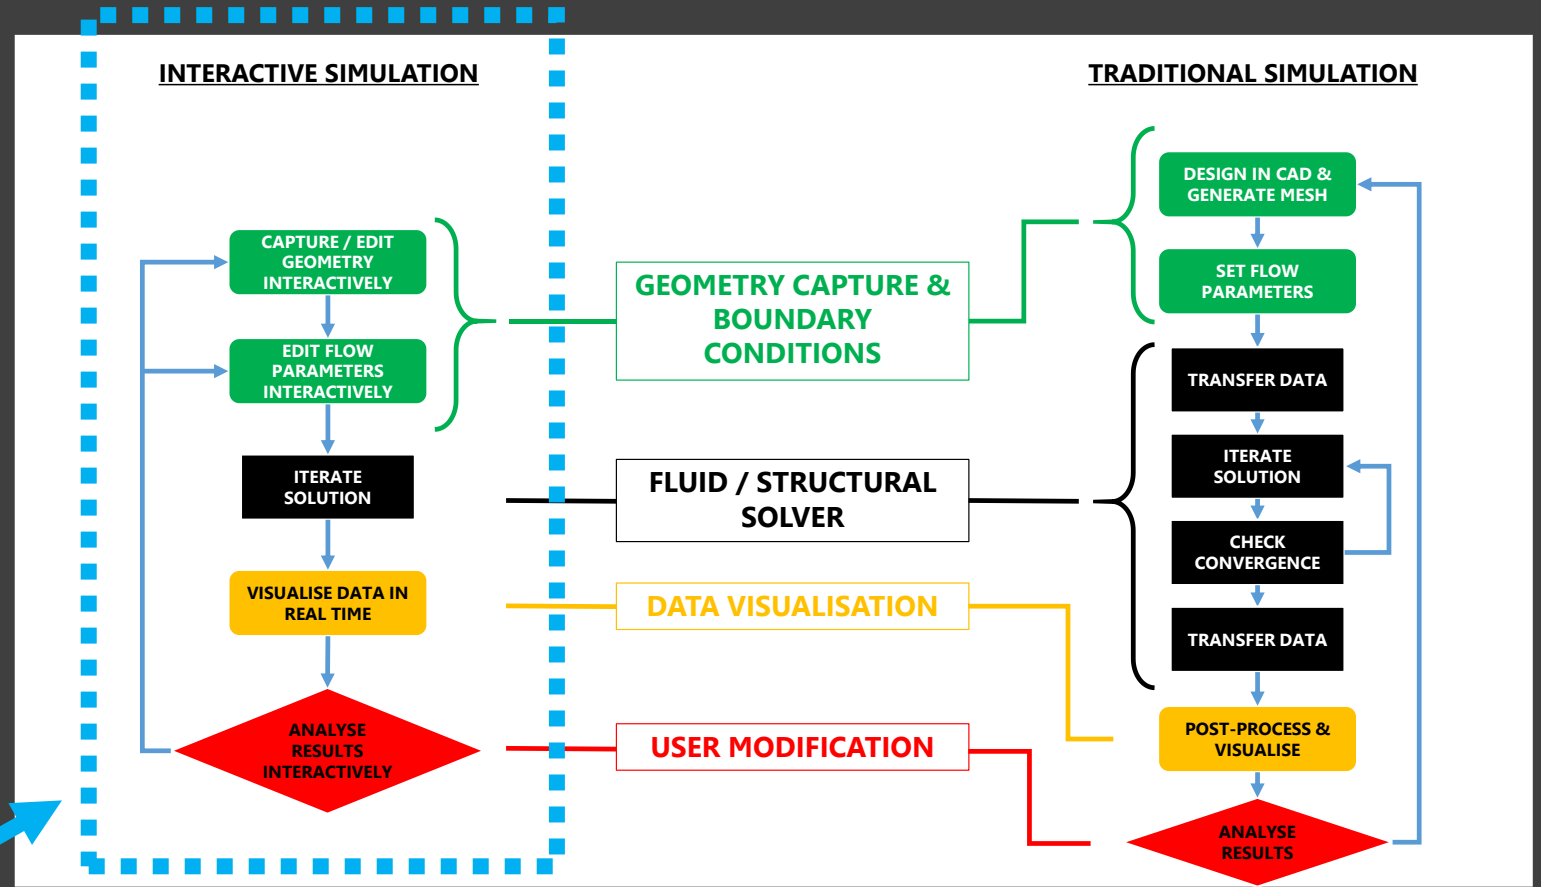 INTERACTIVE SIMULATION
CAPTURE / EDIT
GEOMETRY
INTERACTIVELY
EDIT FLOW
PARAMETERS
INTERACTIVELY
ITERATE
SOLUTION
VISUALISE DATA IN
REAL TIME
ANALYSE
RESULTS
INTERACTIVELY
GEOMETRY CAPTURE &
BOUNDARY
CONDITIONS
FLUID / STRUCTURAL
SOLVER
DATA VISUALISATION
USER MODIFICATION
TRADITIONAL SIMULATION
DESIGN IN CAD &
GENERATE MESH
SET FLOW
PARAMETERS
TRANSFER DATA
ITERATE
SOLUTION
CHECK
CONVERGENCE
TRANSFER DATA
POST-PROCESS &
VISUALISE
ANALYSE
RESULTS